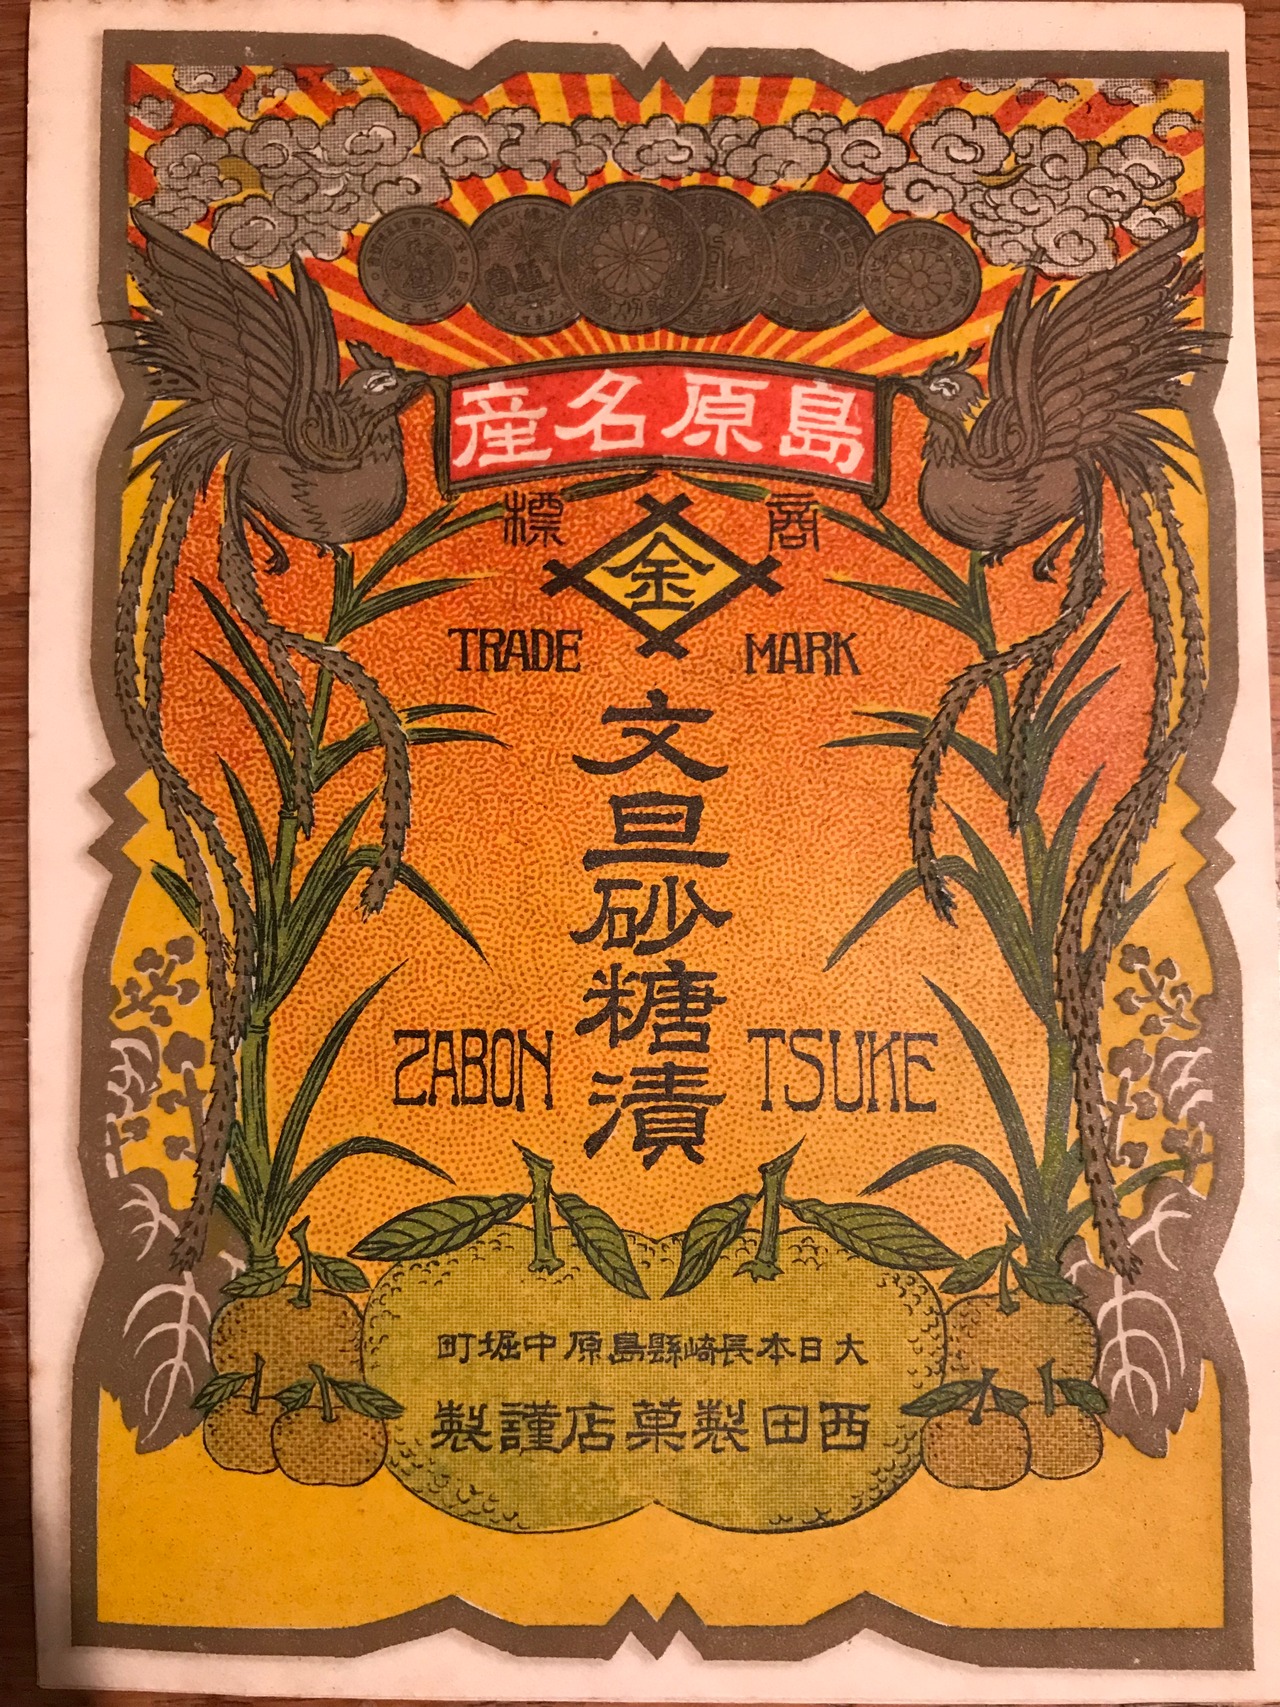 島原名産
商標
金
TRADE MARK
文旦砂糖漬
ZABON TSUKE
大日本長崎縣島原中堀町
西田製菓店謹製